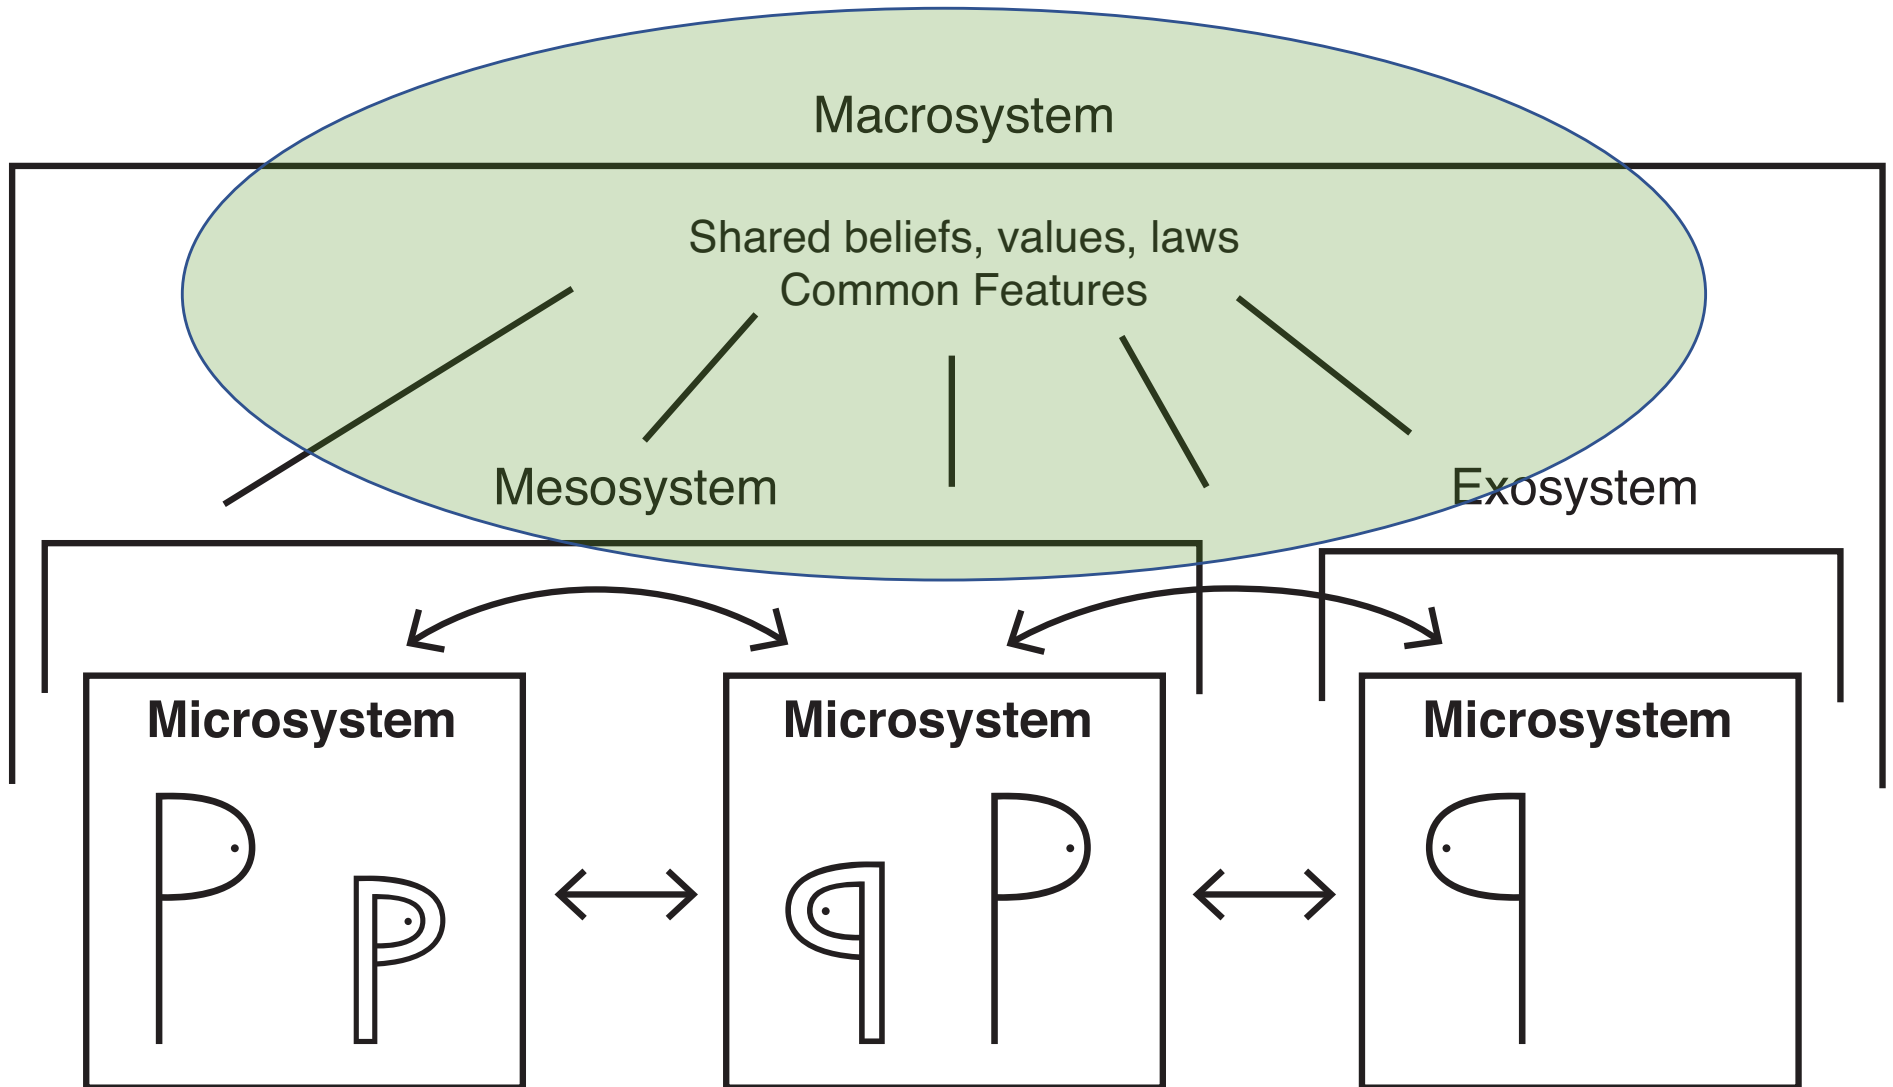 Macrosystem
Shared beliefs, values, laws
Common Features
Mesosystem
Exosystem
Microsystem
Microsystem
Microsystem